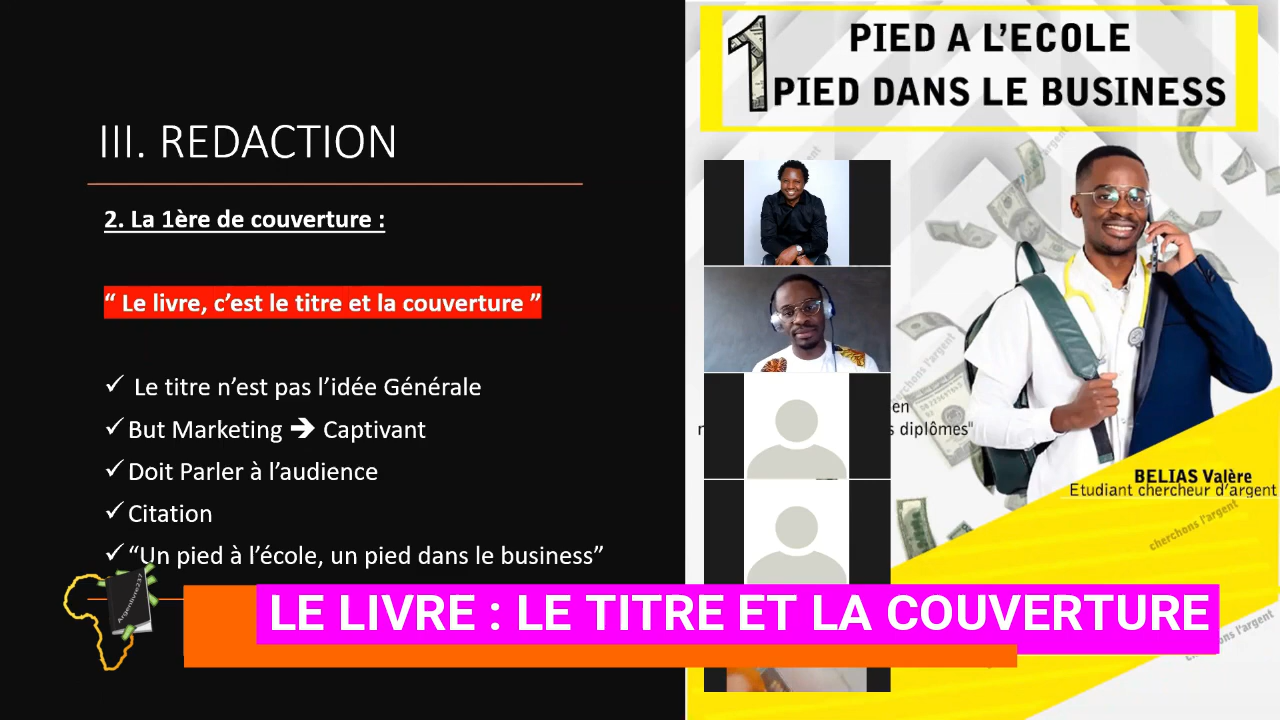 III. REDACTION
2. La 1ère de couverture :
“ Le livre, c’est le titre et la couverture ”
✓ Le titre n’est pas l’idée Générale
✓ But Marketing ➔ Captivant
✓ Doit Parler à l’audience
✓ Citation
✓ “Un pied à l’école, un pied dans le business”
Argentivre237
LE LIVRE : LE TITRE ET LA COUVERTURE
1 PIED A L’ECOLE
PIED DANS LE BUSINESS
en
diplômes"
BELIAS Valère
Etudiant chercheur d’argent
cherchons l’argent